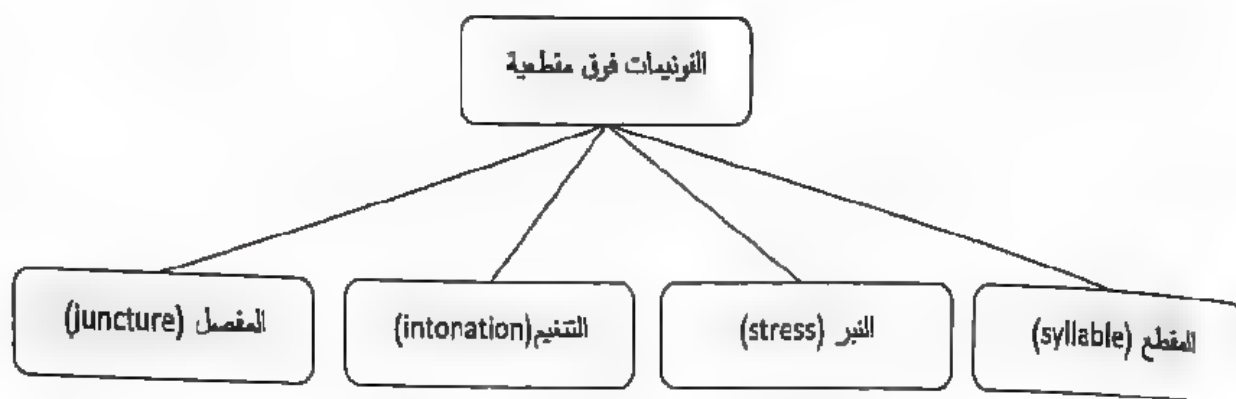 الفونيمات فوق مقطعية
المقطع (syllable)
النبر (stress)
التنغيم(intonation)
المفصل (juncture)